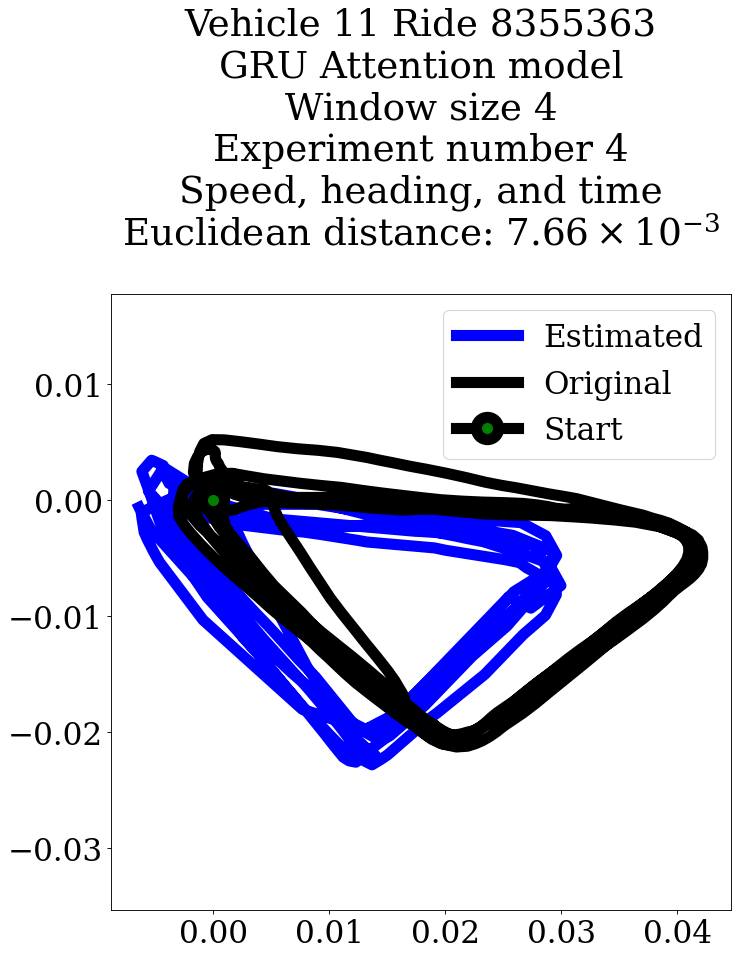 Vehicle 11 Ride 8355363
GRU Attention model
Window size 4
Experiment number 4
Speed, heading, and time
Euclidean distance: 7.66 × 10⁻³
Estimated
Original
Start
0.01
0.00
−0.01
−0.02
−0.03
0.00 0.01 0.02 0.03 0.04